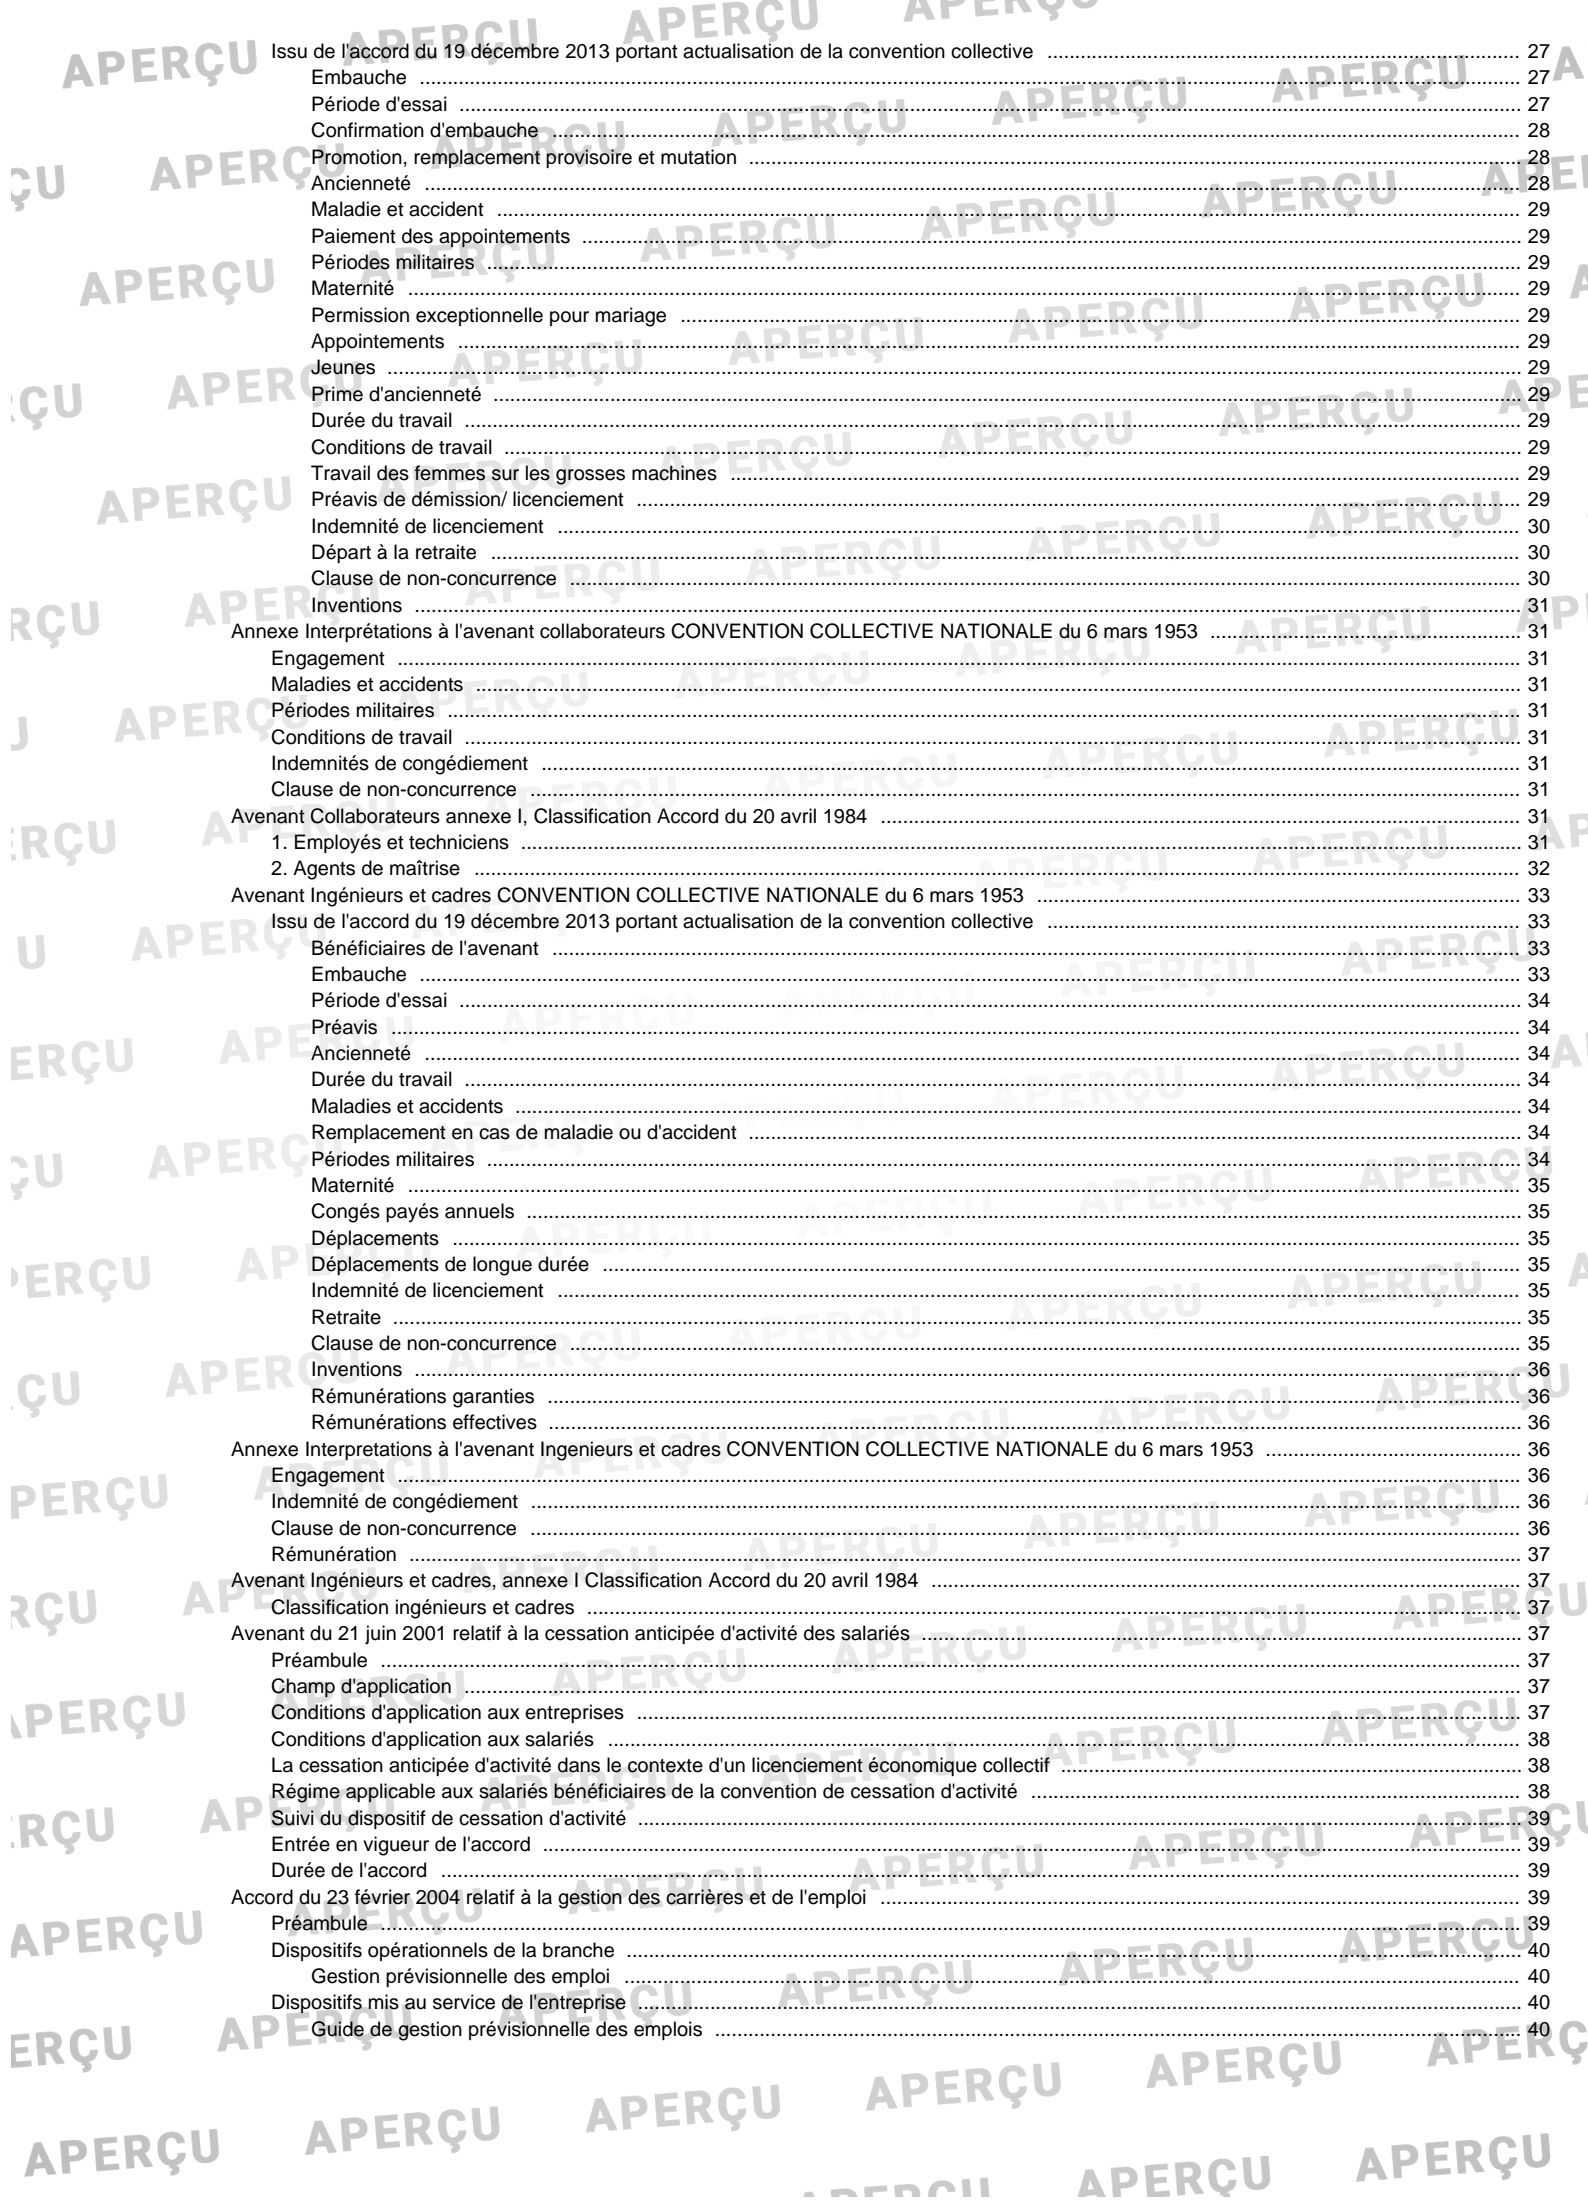 Issu de l'accord du 19 décembre 2013 portant actualisation de la convention collective ... 27
Embauche ... 27
Période d'essai ... 27
Confirmation d'embauche ... 28
Promotion, remplacement provisoire et mutation ... 28
Ancienneté ... 28
Maladie et accident ... 29
Paiement des appointements ... 29
Périodes militaires ... 29
Maternité ... 29
Permission exceptionnelle pour mariage ... 29
Appointements ... 29
Jeunes ... 29
Prime d'ancienneté ... 29
Durée du travail ... 29
Conditions de travail ... 29
Travail des femmes sur les grosses machines ... 29
Préavis de démission/ licenciement ... 29
Indemnité de licenciement ... 30
Départ à la retraite ... 30
Clause de non-concurrence ... 30
Inventions ... 31
Annexe Interprétations à l'avenant collaborateurs CONVENTION COLLECTIVE NATIONALE du 6 mars 1953 ... 31
Engagement ... 31
Maladies et accidents ... 31
Périodes militaires ... 31
Conditions de travail ... 31
Indemnités de congédiement ... 31
Clause de non-concurrence ... 31
Avenant Collaborateurs annexe I, Classification Accord du 20 avril 1984 ... 31
1. Employés et techniciens ... 31
2. Agents de maîtrise ... 32
Avenant Ingénieurs et cadres CONVENTION COLLECTIVE NATIONALE du 6 mars 1953 ... 33
Issu de l'accord du 19 décembre 2013 portant actualisation de la convention collective ... 33
Bénéficiaires de l'avenant ... 33
Embauche ... 33
Période d'essai ... 34
Préavis ... 34
Ancienneté ... 34
Durée du travail ... 34
Maladies et accidents ... 34
Remplacement en cas de maladie ou d'accident ... 34
Périodes militaires ... 34
Maternité ... 35
Congés payés annuels ... 35
Déplacements ... 35
Déplacements de longue durée ... 35
Indemnité de licenciement ... 35
Retraite ... 35
Clause de non-concurrence ... 35
Inventions ... 36
Rémunérations garanties ... 36
Rémunérations effectives ... 36
Annexe Interpretations à l'avenant Ingenieurs et cadres CONVENTION COLLECTIVE NATIONALE du 6 mars 1953 ... 36
Engagement ... 36
Indemnité de congédiement ... 36
Clause de non-concurrence ... 36
Rémunération ... 37
Avenant Ingénieurs et cadres, annexe I Classification Accord du 20 avril 1984 ... 37
Classification ingénieurs et cadres ... 37
Avenant du 21 juin 2001 relatif à la cessation anticipée d'activité des salariés ... 37
Préambule ... 37
Champ d'application ... 37
Conditions d'application aux entreprises ... 37
Conditions d'application aux salariés ... 38
La cessation anticipée d'activité dans le contexte d'un licenciement économique collectif ... 38
Régime applicable aux salariés bénéficiaires de la convention de cessation d'activité ... 38
Suivi du dispositif de cessation d'activité ... 39
Entrée en vigueur de l'accord ... 39
Durée de l'accord ... 39
Accord du 23 février 2004 relatif à la gestion des carrières et de l'emploi ... 39
Préambule ... 39
Dispositifs opérationnels de la branche ... 40
Gestion prévisionnelle des emploi ... 40
Dispositifs mis au service de l'entreprise ... 40
Guide de gestion prévisionnelle des emplois ... 40
APERÇU